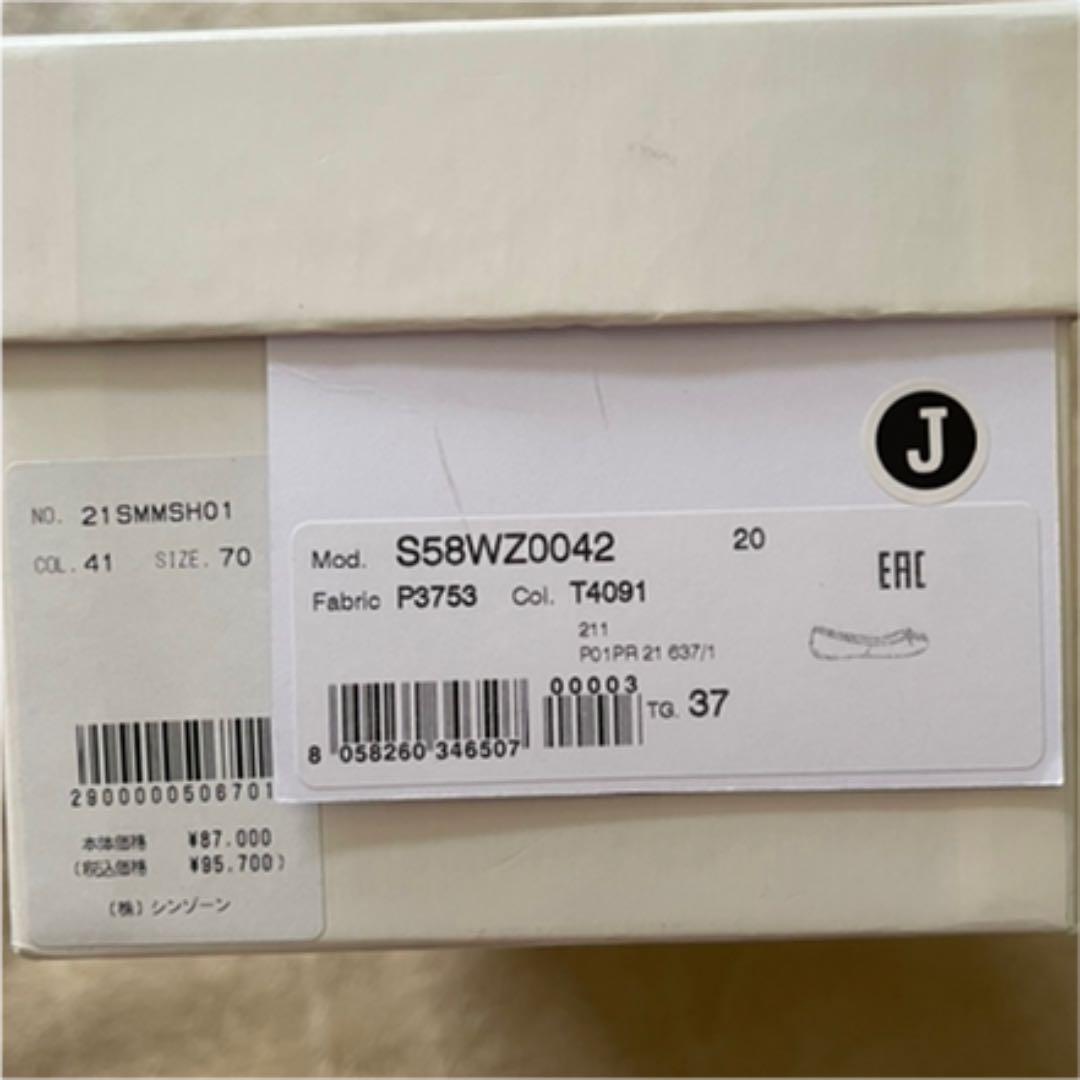 NO. 21SMMSH01
COL. 41 SIZE. 70
2900000506701
本体価格 ¥87.000
(税込価格 ¥95.700)
(株)シンゾーン
J
Mod. S58WZ0042 20
EAC
Fabric P3753 Col. T4091
211
P01PR 21 637/1
00003
TG. 37
8 058260 346507